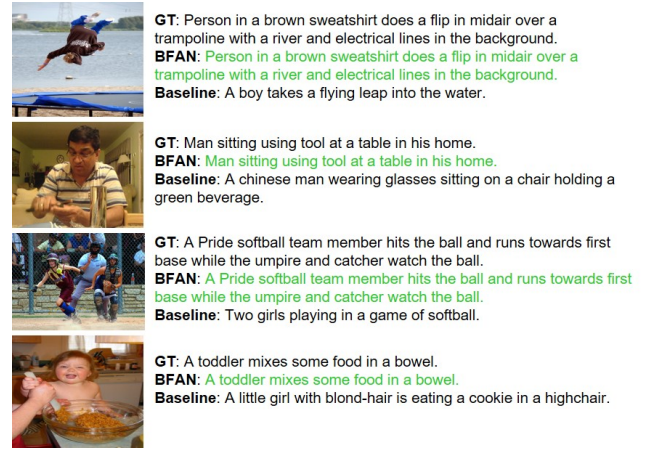 GT: Person in a brown sweatshirt does a flip in midair over a
trampoline with a river and electrical lines in the background.
BFAN: Person in a brown sweatshirt does a flip in midair over a
trampoline with a river and electrical lines in the background.
Baseline: A boy takes a flying leap into the water.
GT: Man sitting using tool at a table in his home.
BFAN: Man sitting using tool at a table in his home.
Baseline: A chinese man wearing glasses sitting on a chair holding a
green beverage.
GT: A Pride softball team member hits the ball and runs towards first
base while the umpire and catcher watch the ball.
BFAN: A Pride softball team member hits the ball and runs towards first
base while the umpire and catcher watch the ball.
Baseline: Two girls playing in a game of softball.
GT: A toddler mixes some food in a bowel.
BFAN: A toddler mixes some food in a bowel.
Baseline: A little girl with blond-hair is eating a cookie in a highchair.